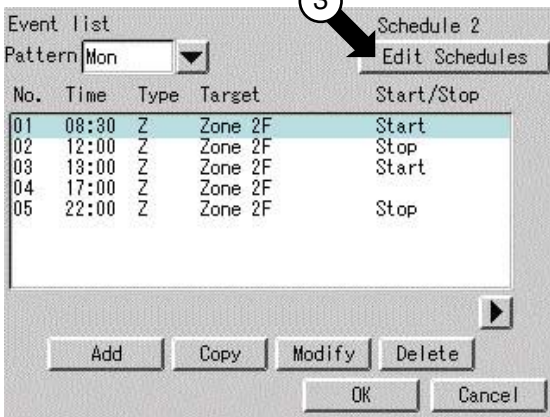 3
Event list Schedule 2
Pattern Mon Edit Schedules
No. Time Type Target Start/Stop
01 08:30 Z Zone 2F Start
02 12:00 Z Zone 2F Stop
03 13:00 Z Zone 2F Start
04 17:00 Z Zone 2F
05 22:00 Z Zone 2F Stop
Add Copy Modify Delete
OK Cancel